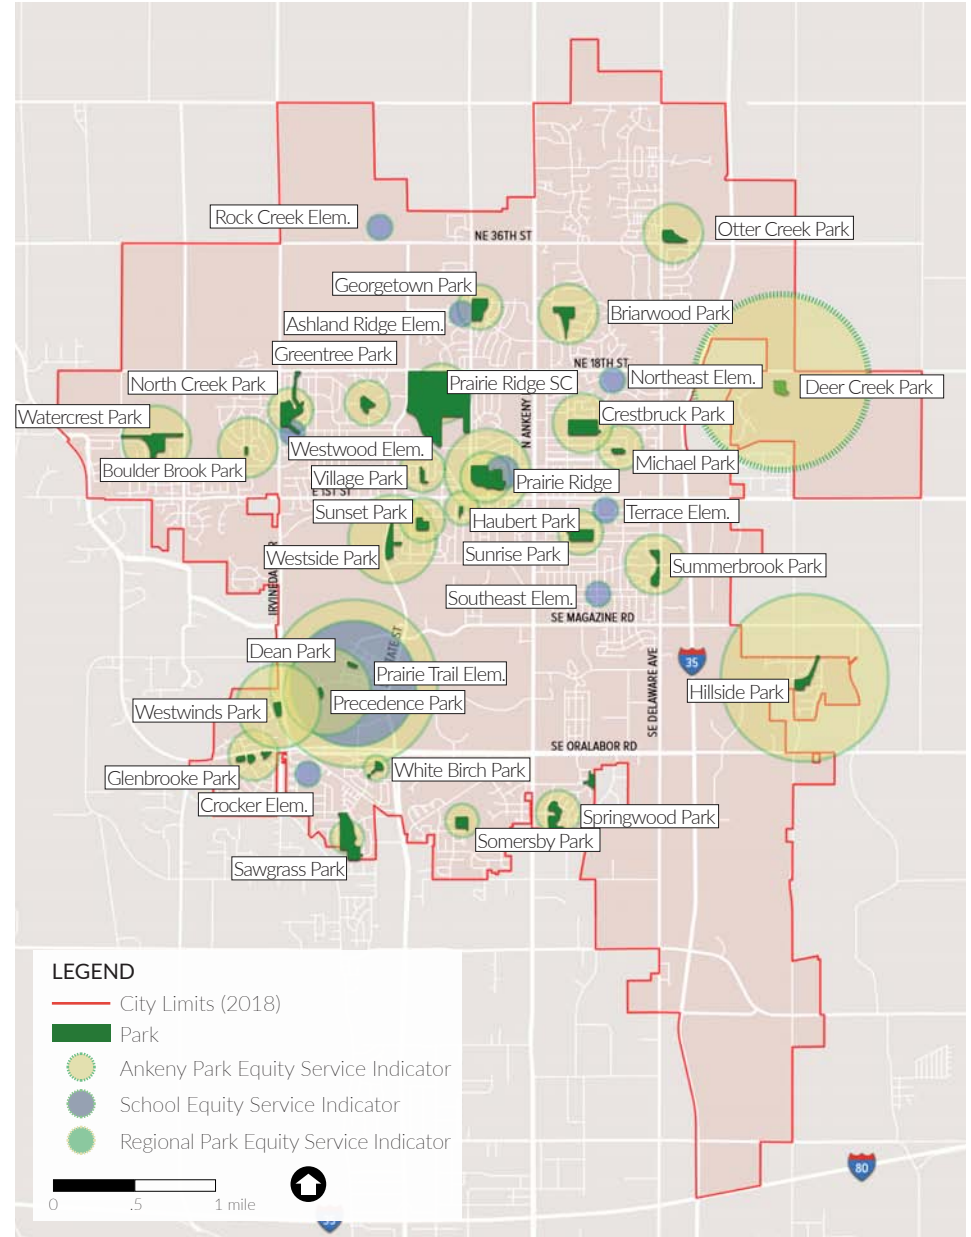 Rock Creek Elem.
Otter Creek Park
NE 36TH ST
Georgetown Park
Ashland Ridge Elem.
Briarwood Park
Greentree Park
NE 18TH ST
North Creek Park
Prairie Ridge SC
Northeast Elem.
Deer Creek Park
Watercrest Park
N ANKENY
Crestbruck Park
Westwood Elem.
Boulder Brook Park
Village Park
Michael Park
Prairie Ridge
E 1ST ST
Sunset Park
Haubert Park
Terrace Elem.
Westside Park
Sunrise Park
Summerbrook Park
Southeast Elem.
SE MAGAZINE RD
Dean Park
Prairie Trail Elem.
35
SE DELAWARE AVE
Hillside Park
Westwinds Park
Precedence Park
SE ORALABOR RD
Glenbrooke Park
White Birch Park
Crocker Elem.
Springwood Park
Somersby Park
Sawgrass Park
LEGEND
City Limits (2018)
Park
Ankeny Park Equity Service Indicator
School Equity Service Indicator
Regional Park Equity Service Indicator
0 .5 1 mile
80